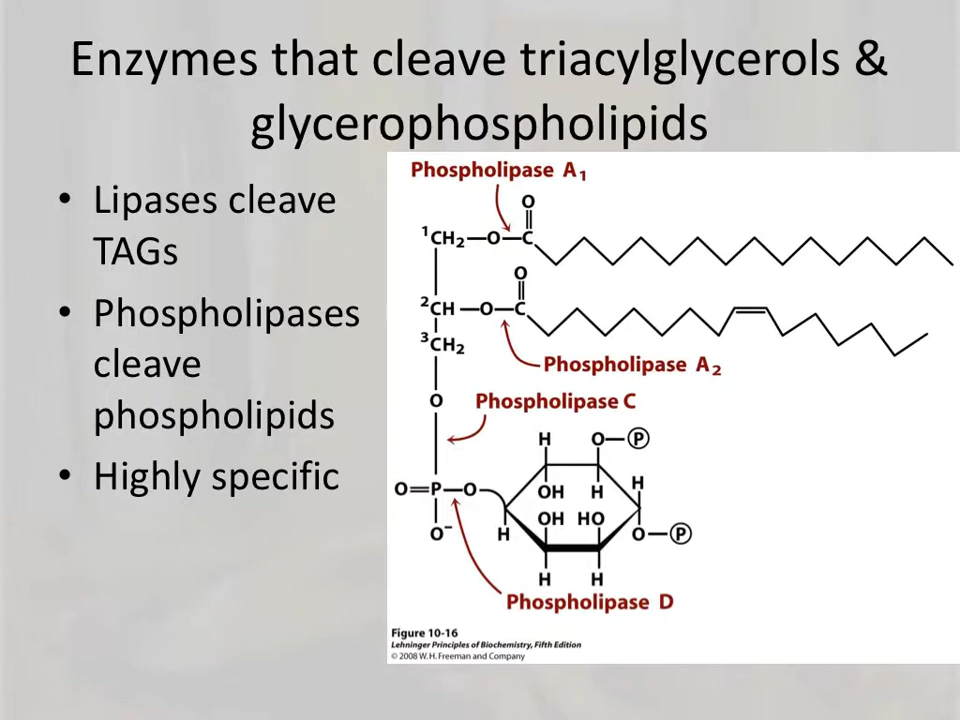 Enzymes that cleave triacylglycerols &
glycerophospholipids
• Lipases cleave
TAGs
• Phospholipases
cleave
phospholipids
• Highly specific
Phospholipase A₁
O
¹CH₂—O—C
O
²CH—O—C
³CH₂
Phospholipase A₂
O
Phospholipase C
H O—P
O=P—O OH H H
OH HO
O⁻ H O—P
H H
Phospholipase D
Figure 10-16
Lehninger Principles of Biochemistry, Fifth Edition
© 2008 W. H. Freeman and Company